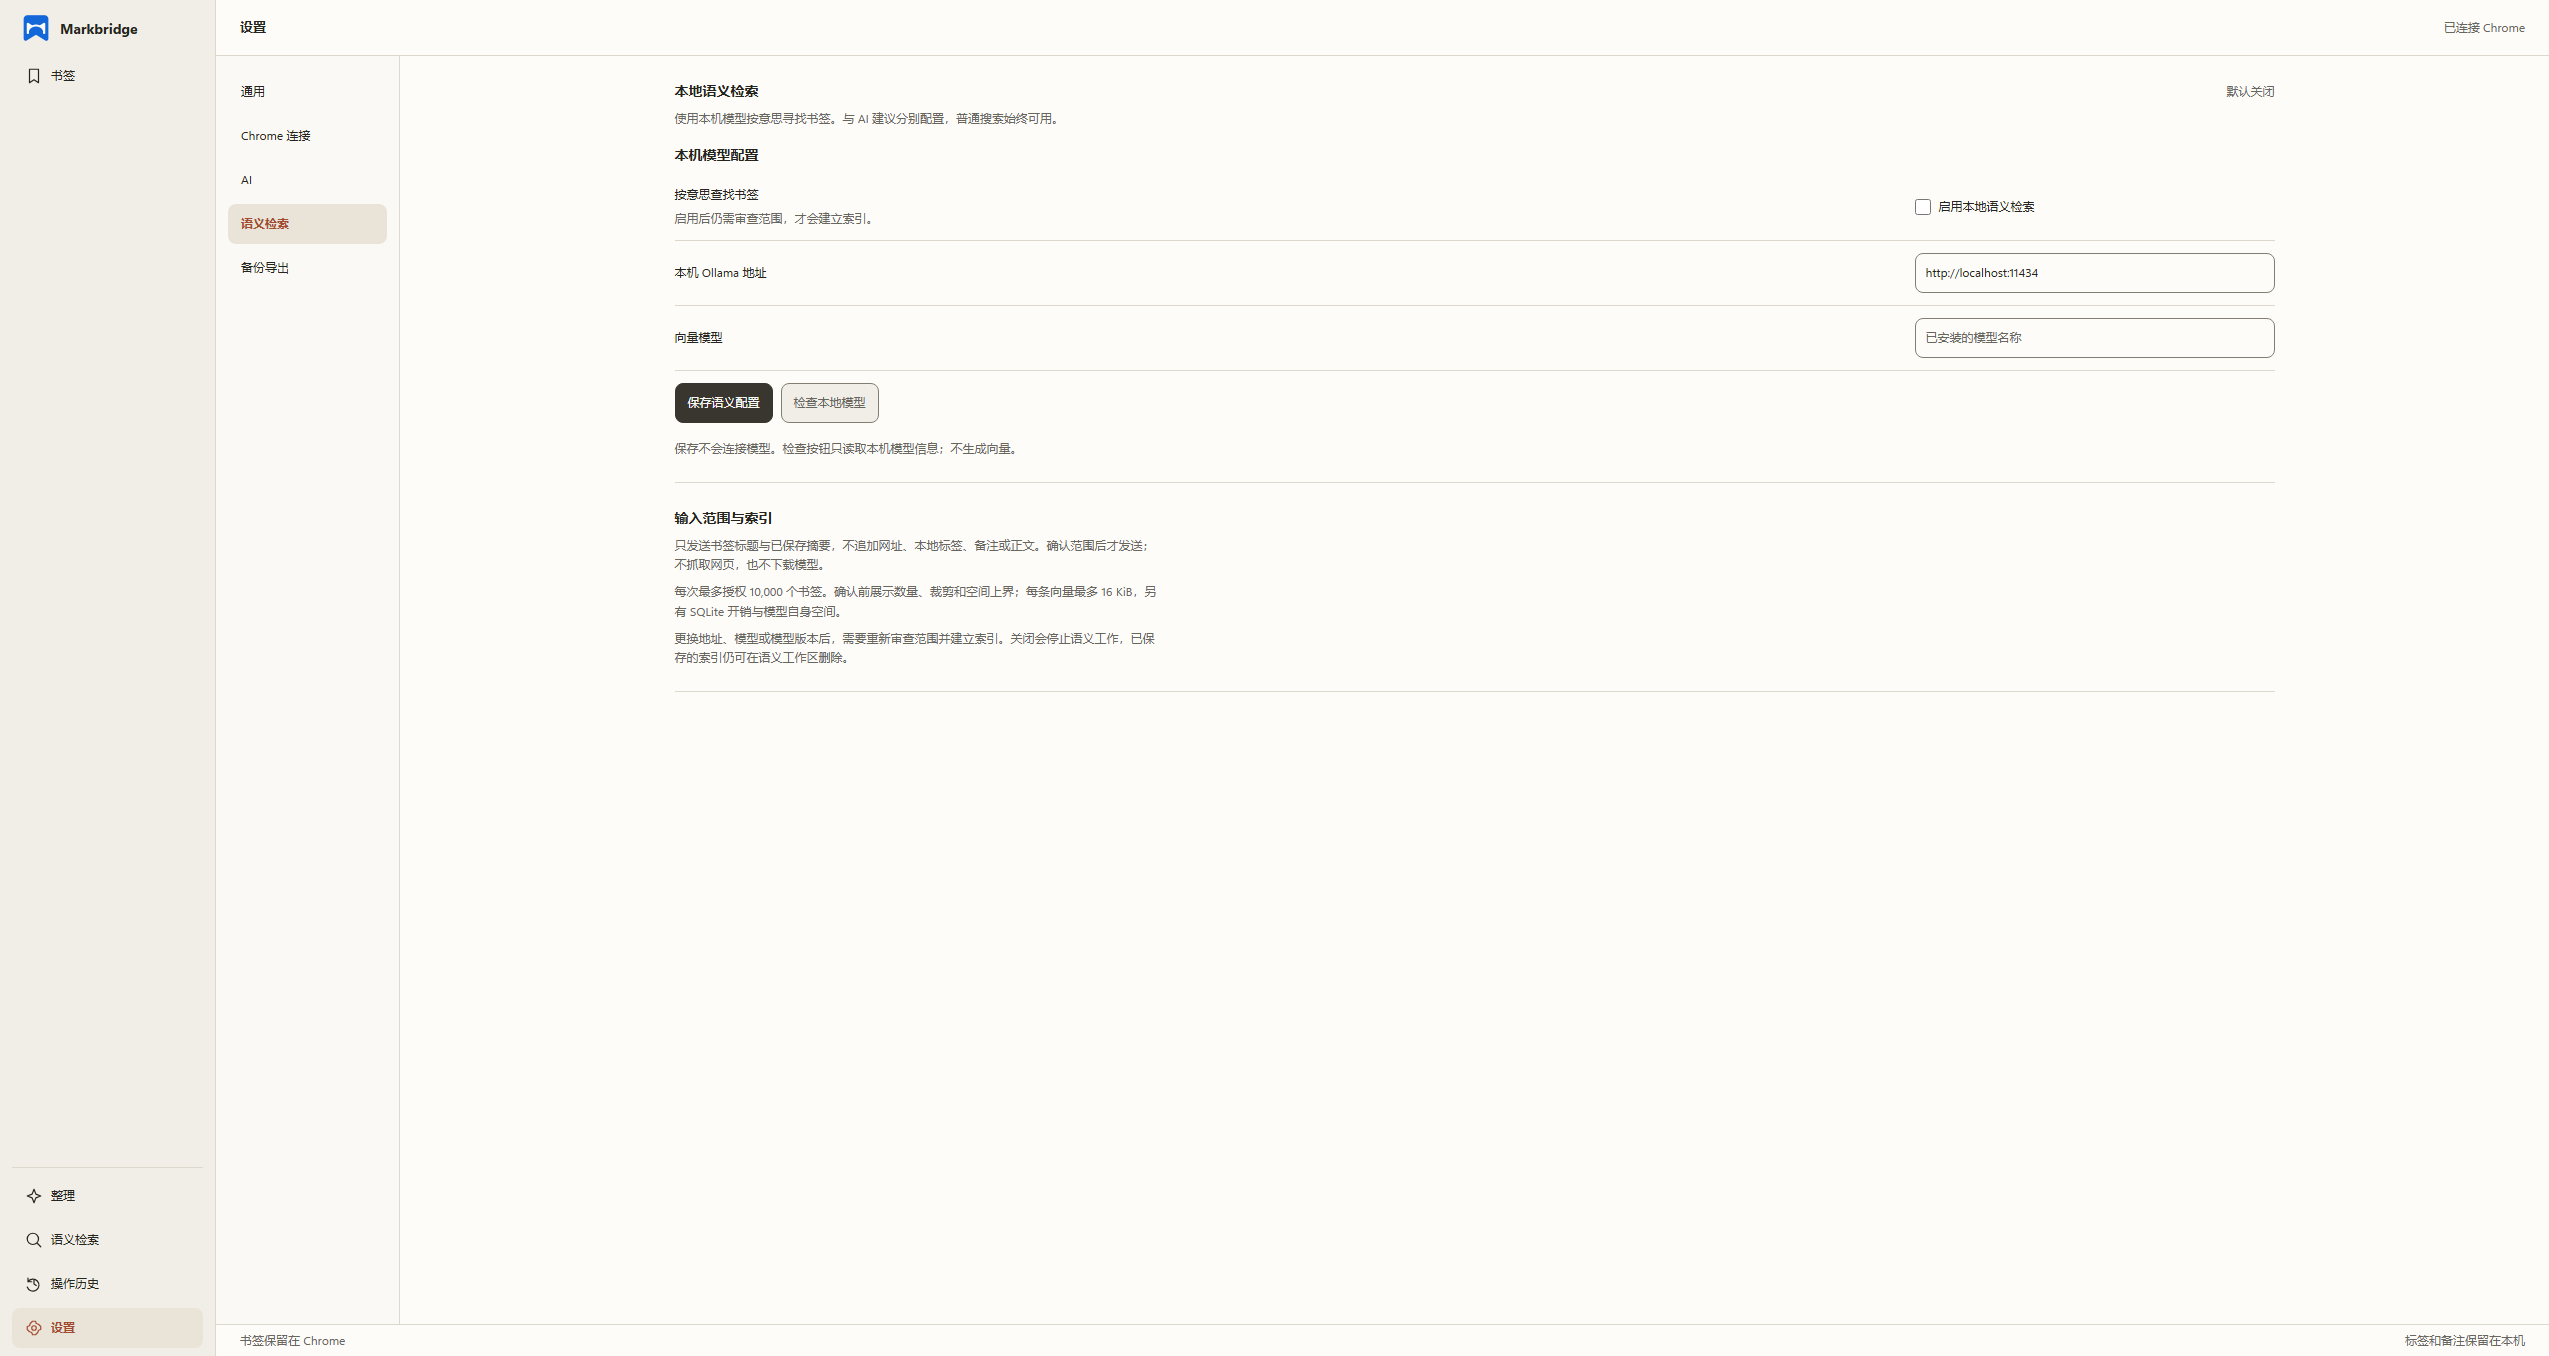 Markbridge
书签
整理
语义检索
操作历史
设置
设置
已连接 Chrome
通用
Chrome 连接
AI
语义检索
备份导出
本地语义检索
默认关闭
使用本机模型按意思寻找书签。与 AI 建议分别配置，普通搜索始终可用。
本机模型配置
按意思查找书签
启用后仍需审查范围，才会建立索引。
启用本地语义检索
本机 Ollama 地址
http://localhost:11434
向量模型
已安装的模型名称
保存语义配置
检查本地模型
保存不会连接模型。检查按钮只读取本机模型信息；不生成向量。
输入范围与索引
只发送书签标题与已保存摘要，不追加网址、本地标签、备注或正文。确认范围后才发送；
不抓取网页，也不下载模型。
每次最多授权 10,000 个书签。确认前展示数量、裁剪和空间上界；每条向量最多 16 KiB，另
有 SQLite 开销与模型自身空间。
更换地址、模型或模型版本后，需要重新审查范围并建立索引。关闭会停止语义工作，已保
存的索引仍可在语义工作区删除。
书签保留在 Chrome
标签和备注保留在本机